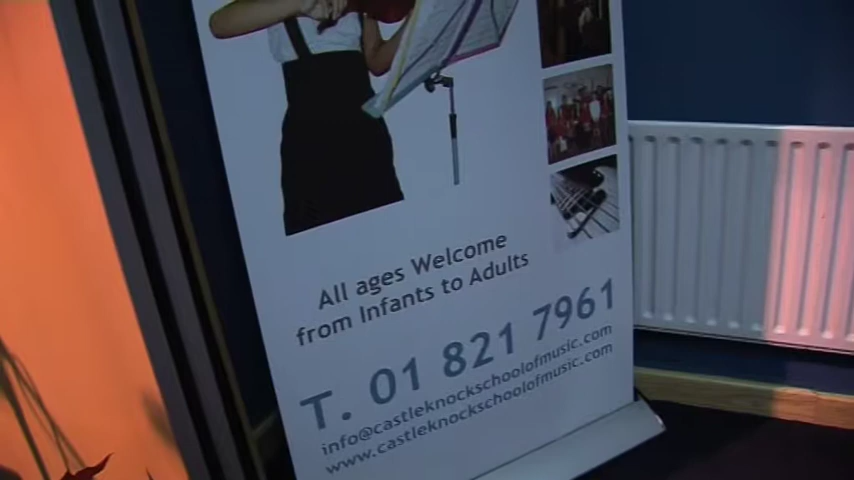 All ages Welcome
from Infants to Adults
T. 01 821 7961
info@castleknockschoolofmusic.com
www.castleknockschoolofmusic.com